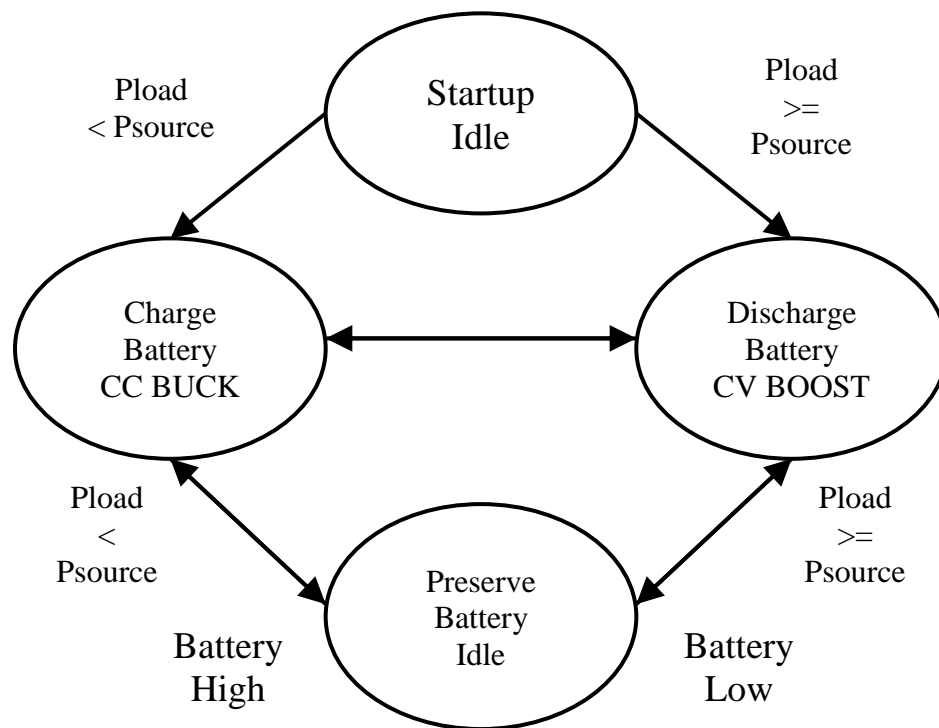 Startup
Idle
Pload
< Psource
Pload
>=
Psource
Charge
Battery
CC BUCK
Discharge
Battery
CV BOOST
Pload
<
Psource
Pload
>=
Psource
Preserve
Battery
Idle
Battery
High
Battery
Low